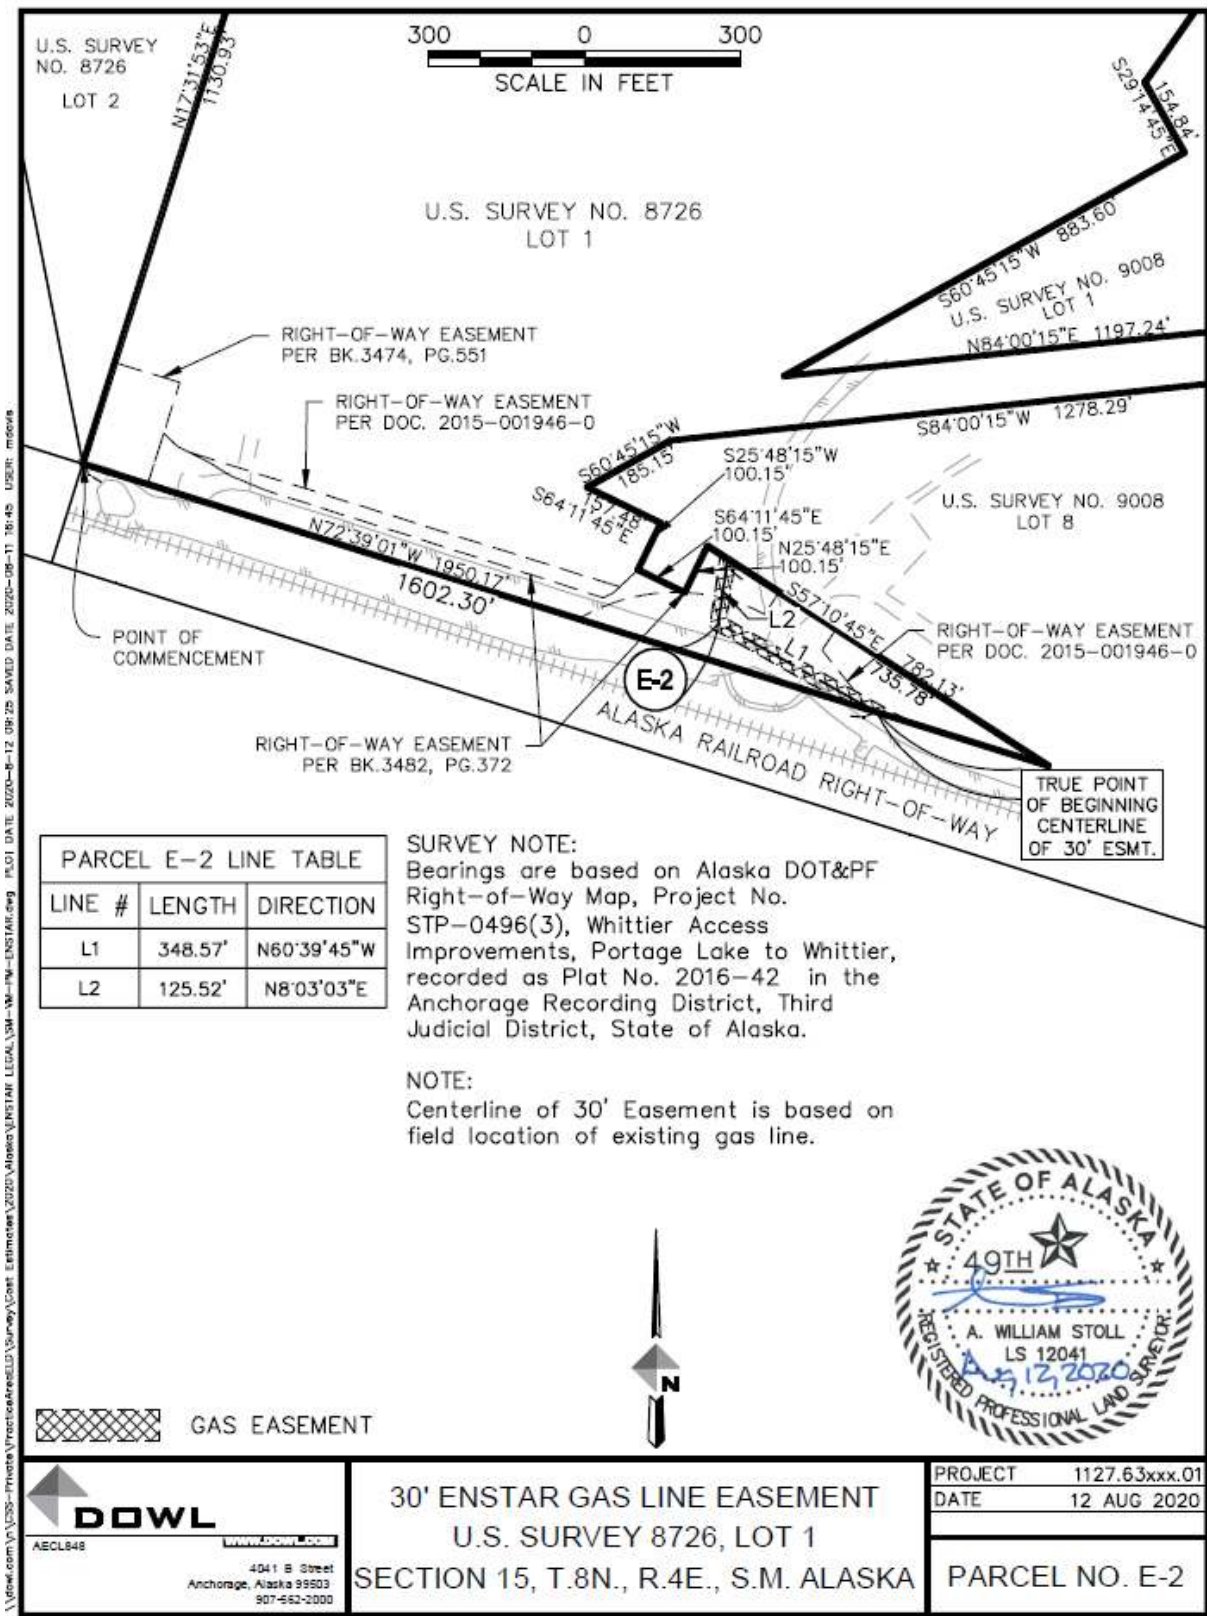 U.S. SURVEY
NO. 8726
LOT 2
N17°31'53"E
1130.93'
300 0 300
SCALE IN FEET
S29°14'45"E
154.84'
U.S. SURVEY NO. 8726
LOT 1
S60°45'15"W 883.60'
U.S. SURVEY NO. 9008
LOT 1
N84°00'15"E 1197.24'
RIGHT-OF-WAY EASEMENT
PER BK.3474, PG.551
RIGHT-OF-WAY EASEMENT
PER DOC. 2015-001946-0
S84°00'15"W 1278.29'
S60°45'15"W
185.15'
S25°48'15"W
100.15'
157.48'
S64°11'45"E
S64°11'45"E
100.15'
U.S. SURVEY NO. 9008
LOT 8
N25°48'15"E
100.15'
N72°39'01"W 1950.17'
1602.30'
S57°10'45"E 782.13'
735.78'
L2
L1
RIGHT-OF-WAY EASEMENT
PER DOC. 2015-001946-0
POINT OF
COMMENCEMENT
E-2
RIGHT-OF-WAY EASEMENT
PER BK.3482, PG.372
ALASKA RAILROAD RIGHT-OF-WAY
TRUE POINT
OF BEGINNING
CENTERLINE
OF 30' ESMT.
PARCEL E-2 LINE TABLE
LINE # LENGTH DIRECTION
L1 348.57' N60°39'45"W
L2 125.52' N8°03'03"E
SURVEY NOTE:
Bearings are based on Alaska DOT&PF
Right-of-Way Map, Project No.
STP-0496(3), Whittier Access
Improvements, Portage Lake to Whittier,
recorded as Plat No. 2016-42 in the
Anchorage Recording District, Third
Judicial District, State of Alaska.
NOTE:
Centerline of 30' Easement is based on
field location of existing gas line.
STATE OF ALASKA
49TH
A. WILLIAM STOLL
LS 12041
Aug 12, 2020
REGISTERED PROFESSIONAL LAND SURVEYOR
N
GAS EASEMENT
DOWL
AECL848
WWW.DOWL.COM
4041 B Street
Anchorage, Alaska 99503
907-562-2000
30' ENSTAR GAS LINE EASEMENT
U.S. SURVEY 8726, LOT 1
SECTION 15, T.8N., R.4E., S.M. ALASKA
PROJECT 1127.63xxx.01
DATE 12 AUG 2020
PARCEL NO. E-2